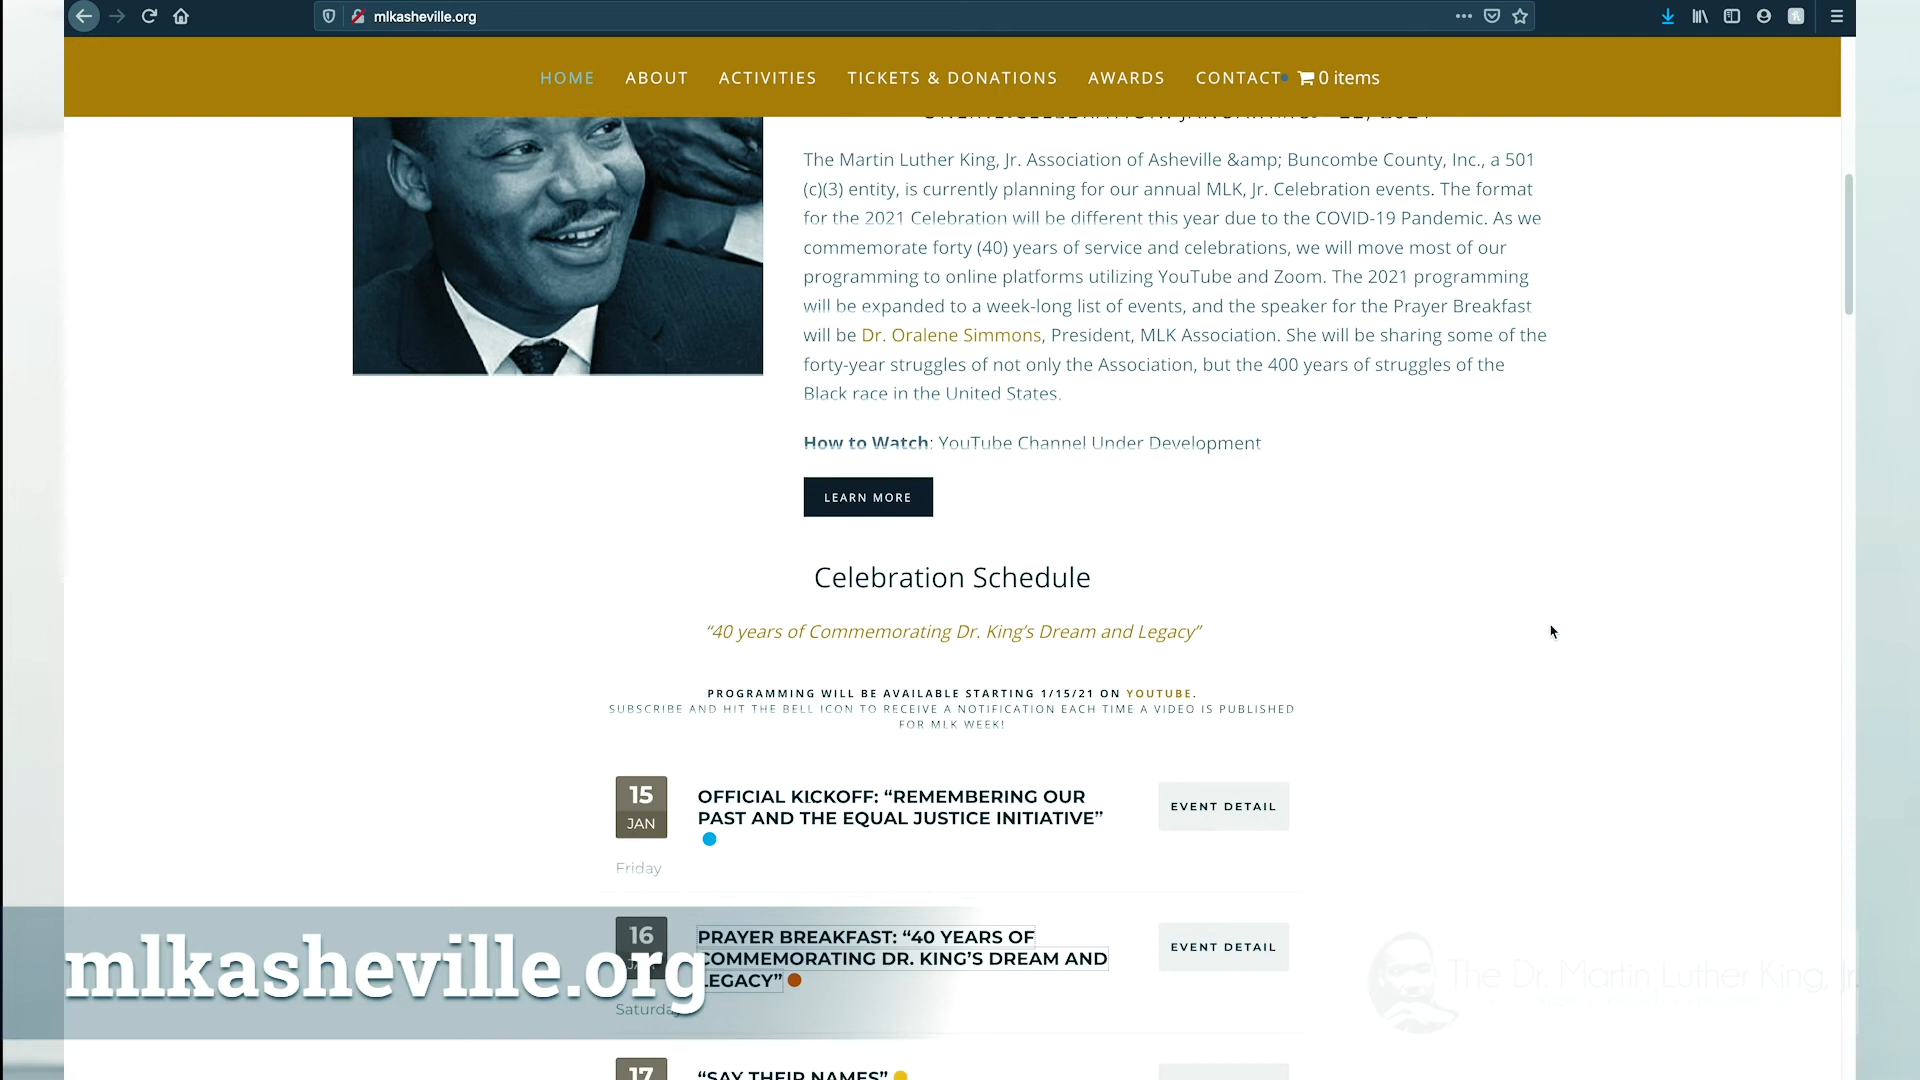 mlkasheville.org
HOME ABOUT ACTIVITIES TICKETS & DONATIONS AWARDS CONTACT 0 items
The Martin Luther King, Jr. Association of Asheville &amp; Buncombe County, Inc., a 501
(c)(3) entity, is currently planning for our annual MLK, Jr. Celebration events. The format
for the 2021 Celebration will be different this year due to the COVID-19 Pandemic. As we
commemorate forty (40) years of service and celebrations, we will move most of our
programming to online platforms utilizing YouTube and Zoom. The 2021 programming
will be expanded to a week-long list of events, and the speaker for the Prayer Breakfast
will be Dr. Oralene Simmons, President, MLK Association. She will be sharing some of the
forty-year struggles of not only the Association, but the 400 years of struggles of the
Black race in the United States.
How to Watch: YouTube Channel Under Development
LEARN MORE
Celebration Schedule
“40 years of Commemorating Dr. King’s Dream and Legacy”
PROGRAMMING WILL BE AVAILABLE STARTING 1/15/21 ON YOUTUBE.
SUBSCRIBE AND HIT THE BELL ICON TO RECEIVE A NOTIFICATION EACH TIME A VIDEO IS PUBLISHED
FOR MLK WEEK!
15
JAN
Friday
OFFICIAL KICKOFF: “REMEMBERING OUR
PAST AND THE EQUAL JUSTICE INITIATIVE”
EVENT DETAIL
16
Saturday
PRAYER BREAKFAST: “40 YEARS OF
COMMEMORATING DR. KING’S DREAM AND
LEGACY”
EVENT DETAIL
mlkasheville.org
The Dr. Martin Luther King, Jr.
17
“SAY THEIR NAMES”